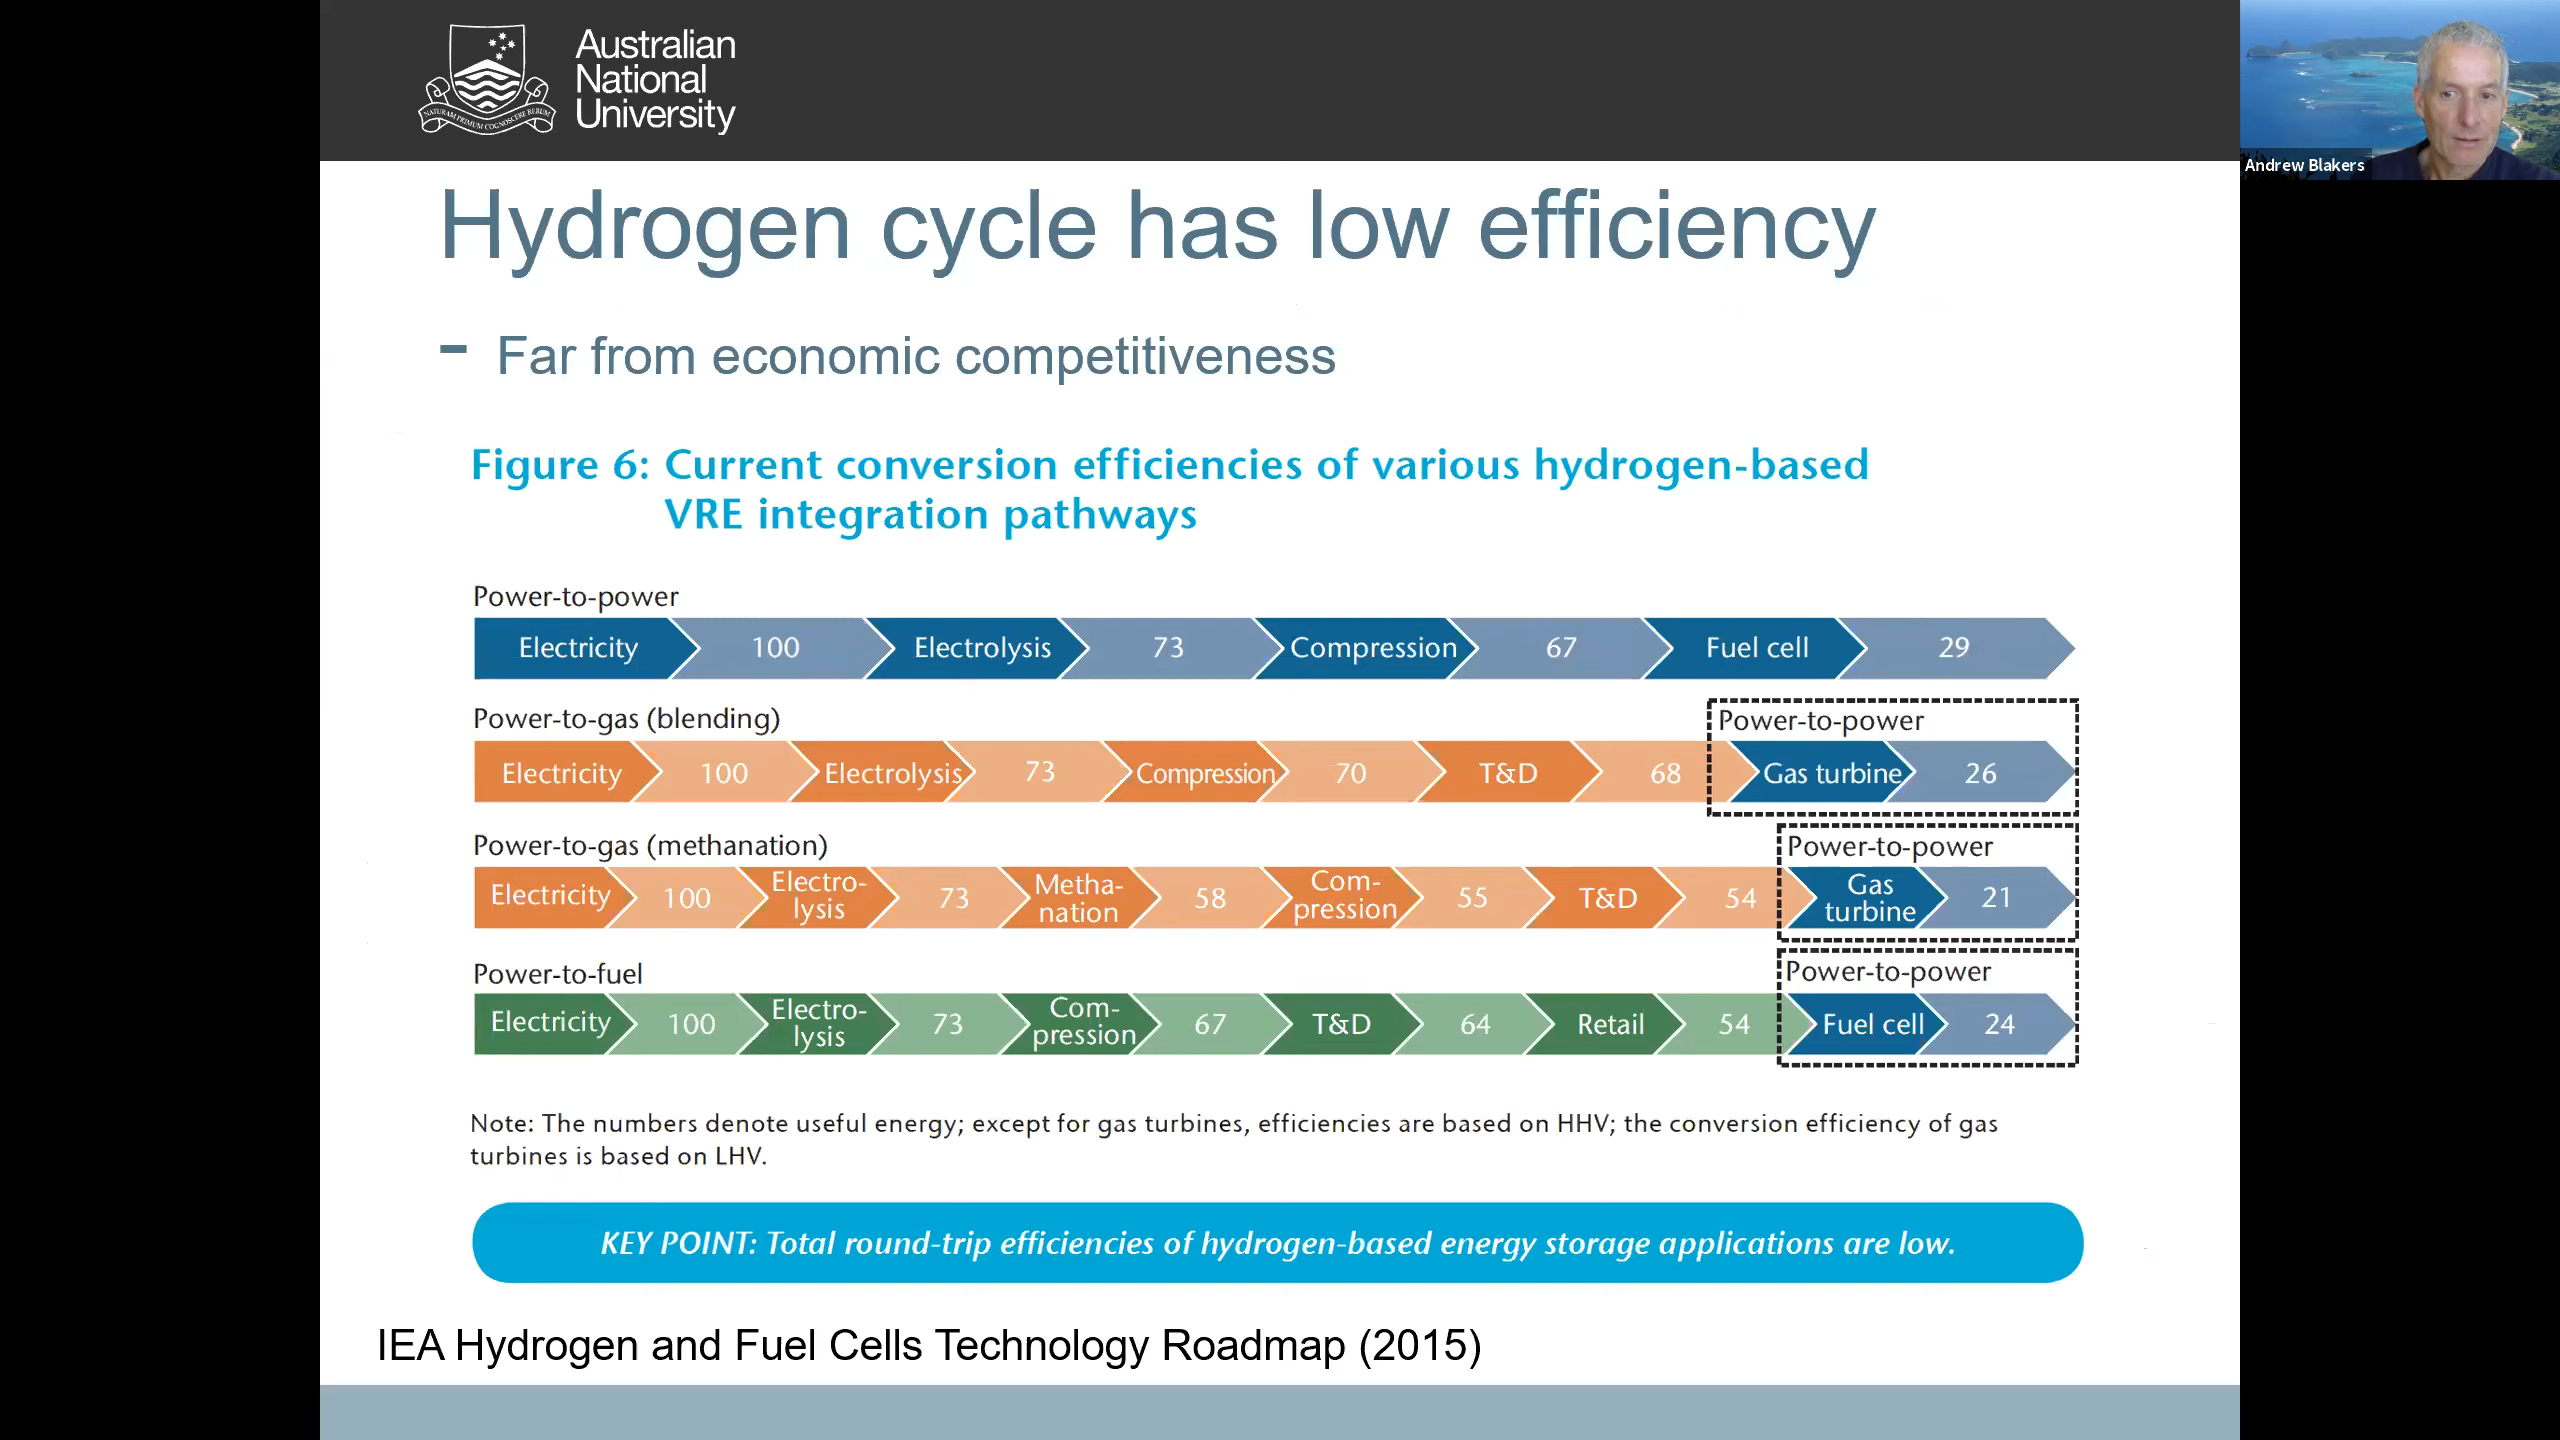 Australian
National
University
NATURAM PRIMUM COGNOSCERE RERUM
Andrew Blakers
Hydrogen cycle has low efficiency
- Far from economic competitiveness
Figure 6: Current conversion efficiencies of various hydrogen-based
VRE integration pathways
Power-to-power
Electricity 100 Electrolysis 73 Compression 67 Fuel cell 29
Power-to-gas (blending)
Power-to-power
Electricity 100 Electrolysis 73 Compression 70 T&D 68 Gas turbine 26
Power-to-gas (methanation)
Power-to-power
Electricity 100 Electro-
lysis 73 Metha-
nation 58 Com-
pression 55 T&D 54 Gas
turbine 21
Power-to-fuel
Power-to-power
Electricity 100 Electro-
lysis 73 Com-
pression 67 T&D 64 Retail 54 Fuel cell 24
Note: The numbers denote useful energy; except for gas turbines, efficiencies are based on HHV; the conversion efficiency of gas
turbines is based on LHV.
KEY POINT: Total round-trip efficiencies of hydrogen-based energy storage applications are low.
IEA Hydrogen and Fuel Cells Technology Roadmap (2015)